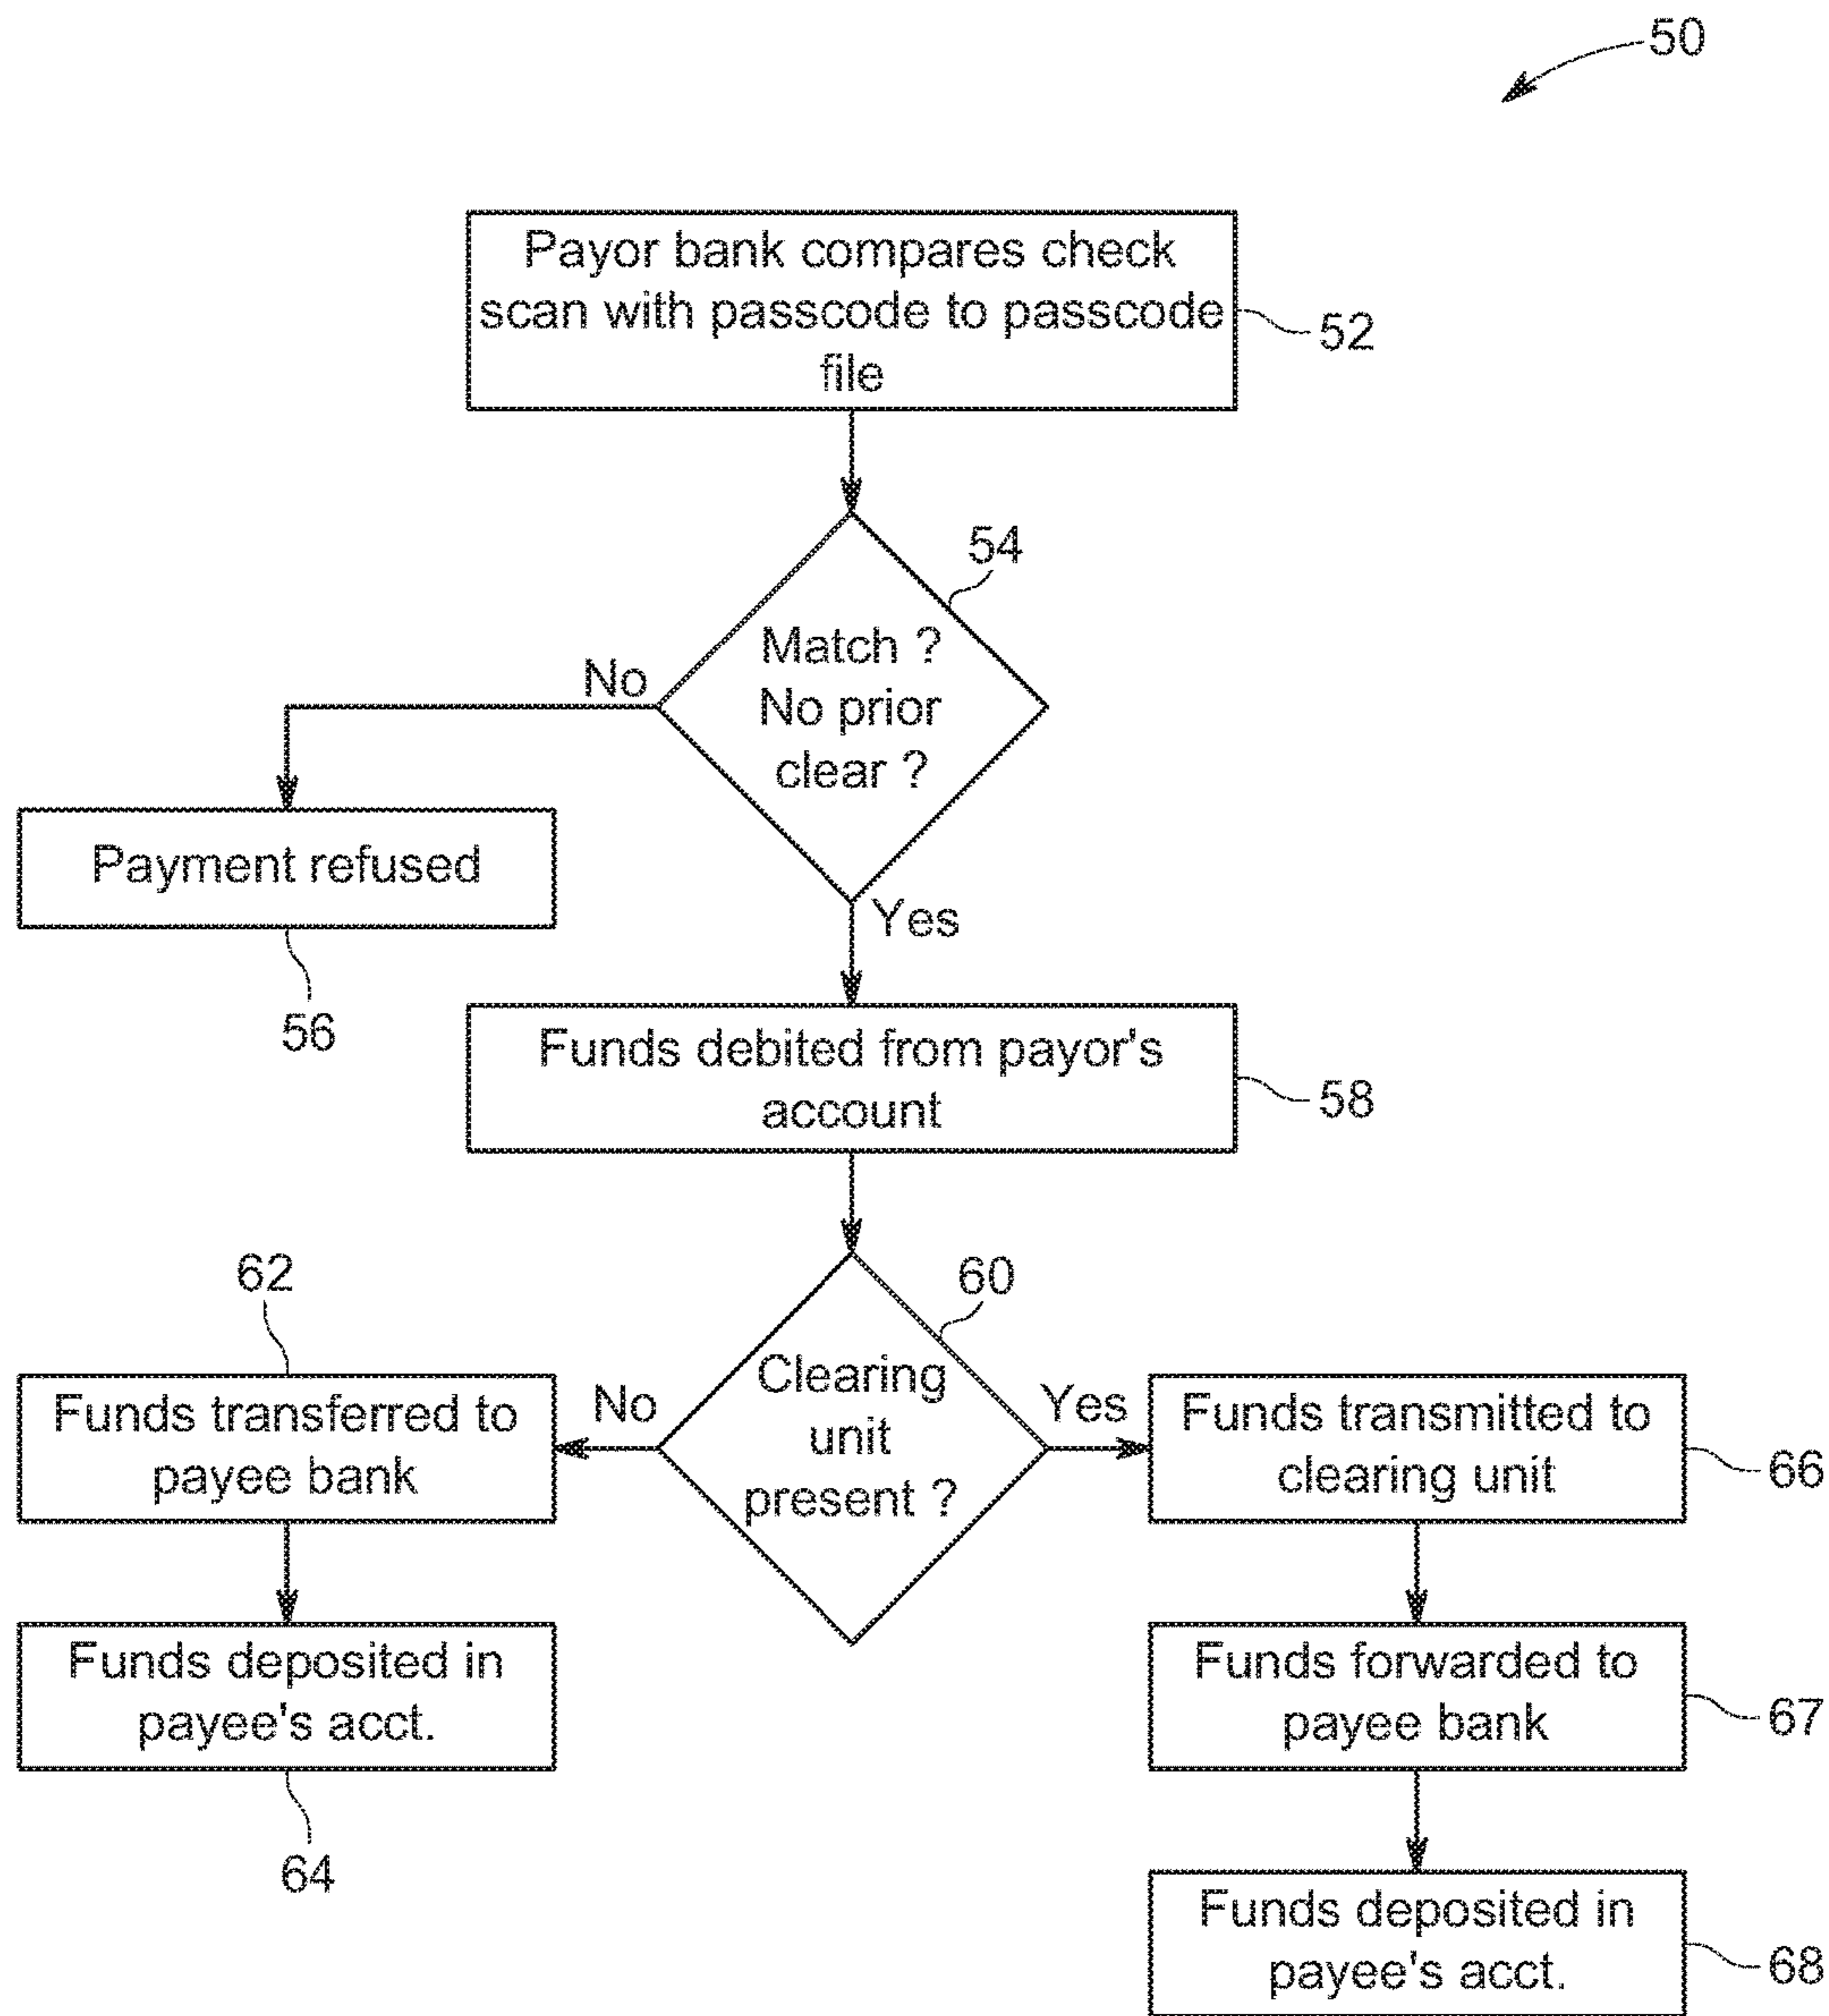 50
Payor bank compares check
scan with passcode to passcode
file
52
54
Match ?
No prior
clear ?
No
Payment refused
56
Yes
Funds debited from payor's
account
58
60
Clearing
unit
present ?
No
62
Funds transferred to
payee bank
Funds deposited in
payee's acct.
64
Yes
Funds transmitted to
clearing unit
66
Funds forwarded to
payee bank
67
Funds deposited in
payee's acct.
68